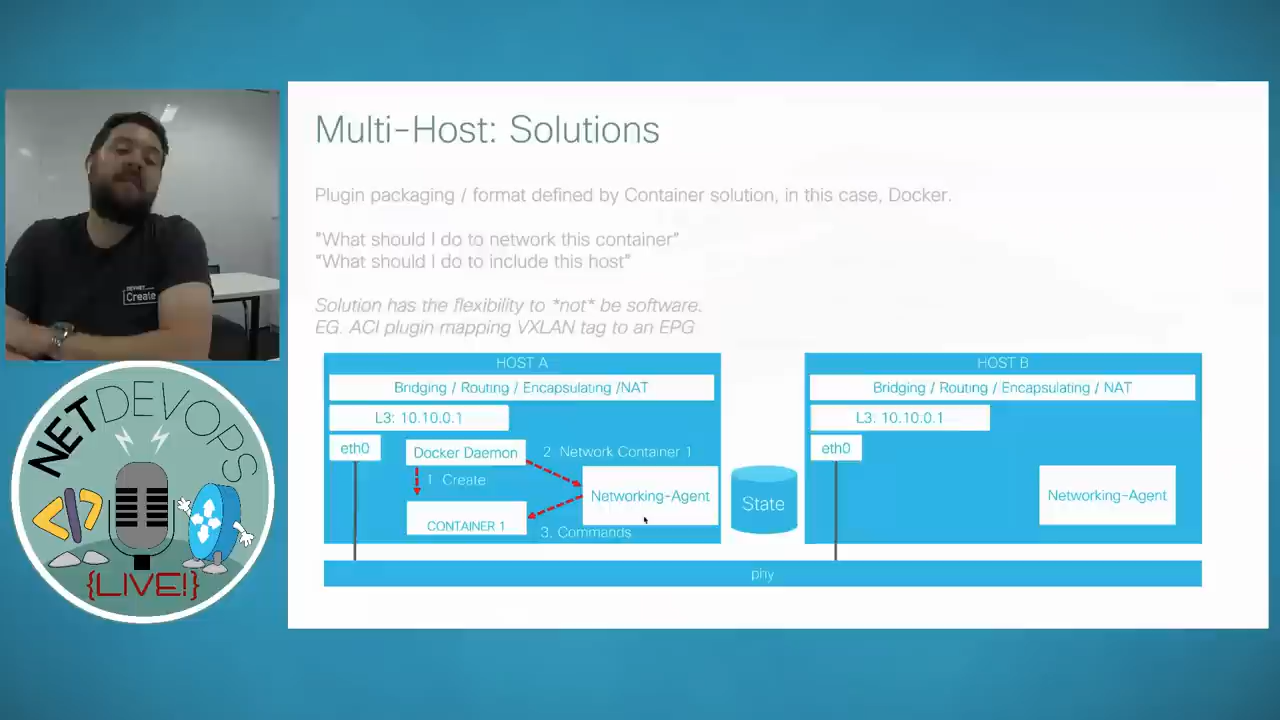 Multi-Host: Solutions
Plugin packaging / format defined by Container solution, in this case, Docker.
"What should I do to network this container"
"What should I do to include this host"
Solution has the flexibility to *not* be software.
EG. ACI plugin mapping VXLAN tag to an EPG
HOST A
Bridging / Routing / Encapsulating /NAT
L3: 10.10.0.1
eth0
Docker Daemon
2 Network Container 1
1 Create
Networking-Agent
CONTAINER 1
3. Commands
State
HOST B
Bridging / Routing / Encapsulating / NAT
L3: 10.10.0.1
eth0
Networking-Agent
phy
DEVNET
Create
NETDEVOPS
{LIVE!}